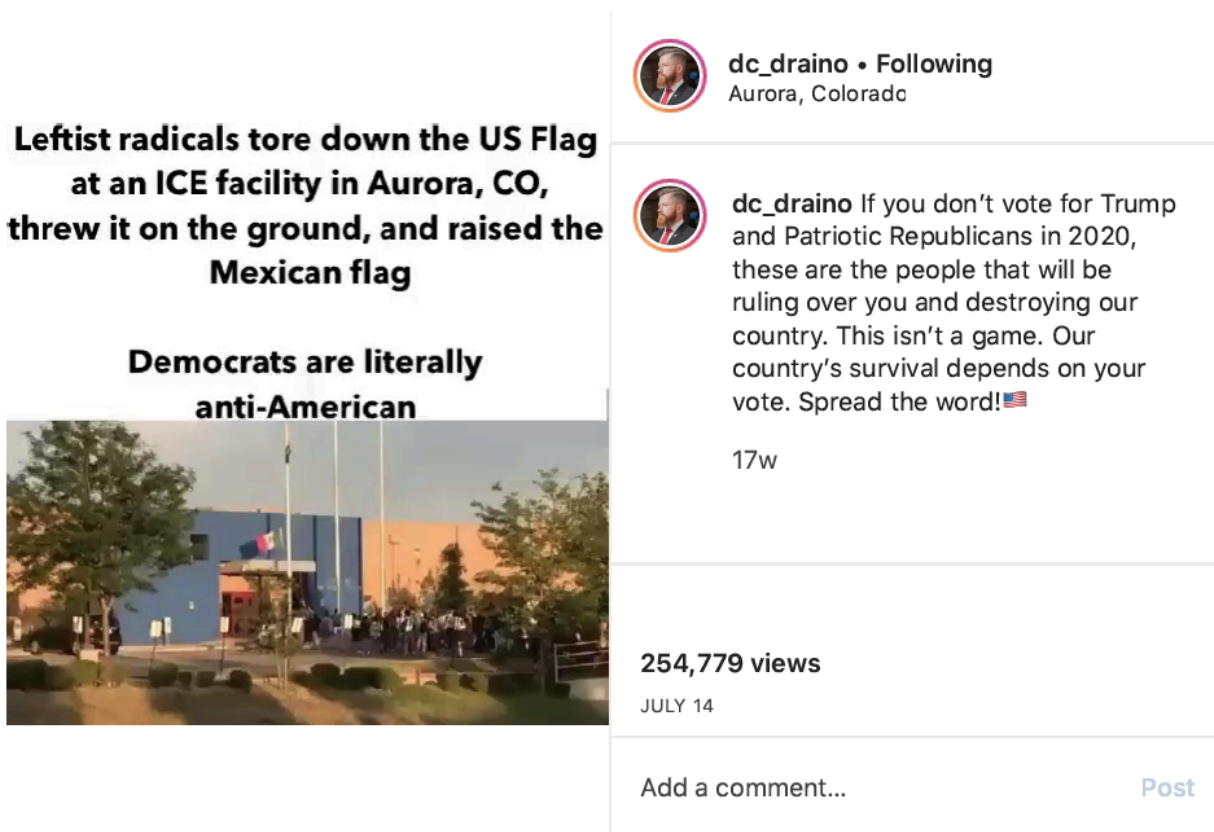 Leftist radicals tore down the US Flag
at an ICE facility in Aurora, CO,
threw it on the ground, and raised the
Mexican flag
Democrats are literally
anti-American
dc_draino • Following
Aurora, Colorado
dc_draino If you don’t vote for Trump
and Patriotic Republicans in 2020,
these are the people that will be
ruling over you and destroying our
country. This isn’t a game. Our
country’s survival depends on your
vote. Spread the word!🇺🇸
17w
254,779 views
JULY 14
Add a comment...
Post